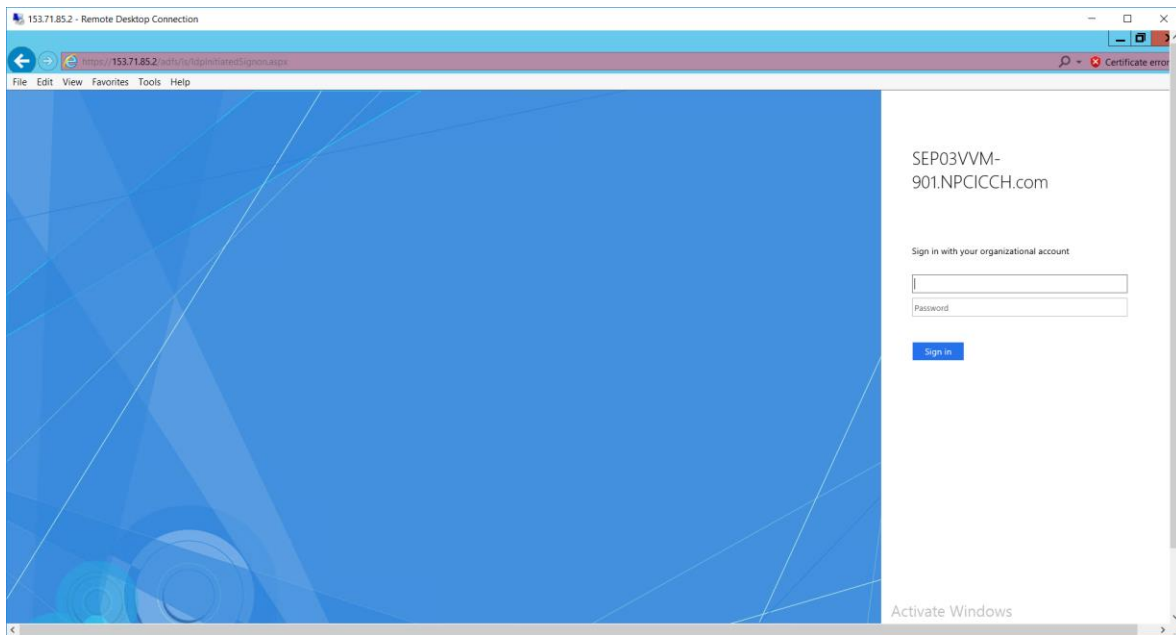 153.71.85.2 - Remote Desktop Connection
https://153.71.85.2/adfs/ls/IdpInitiatedSignon.aspx
Certificate error
File Edit View Favorites Tools Help
SEP03VVM-
901.NPCICCH.com
Sign in with your organizational account
Password
Sign in
Activate Windows